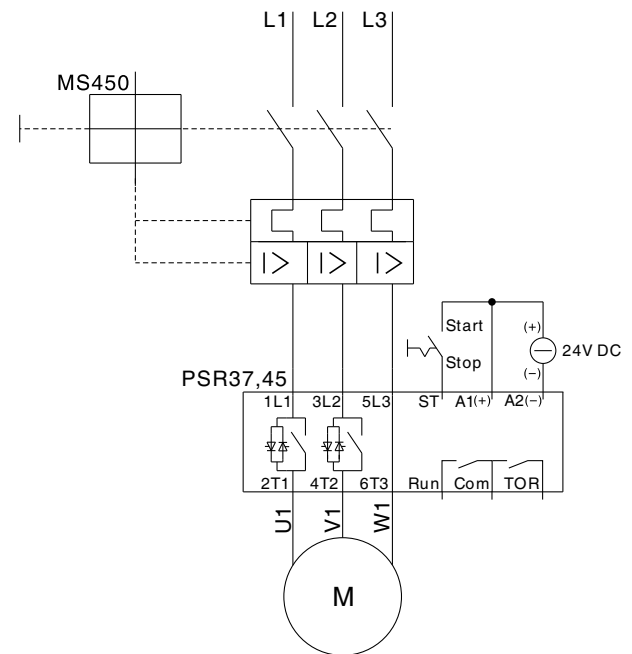 L1 L2 L3
MS450
I> I> I>
Start
(+)
24V DC
Stop
(−)
PSR37,45
1L1 3L2 5L3 ST A1(+) A2(−)
2T1 4T2 6T3 Run Com TOR
U1 V1 W1
M